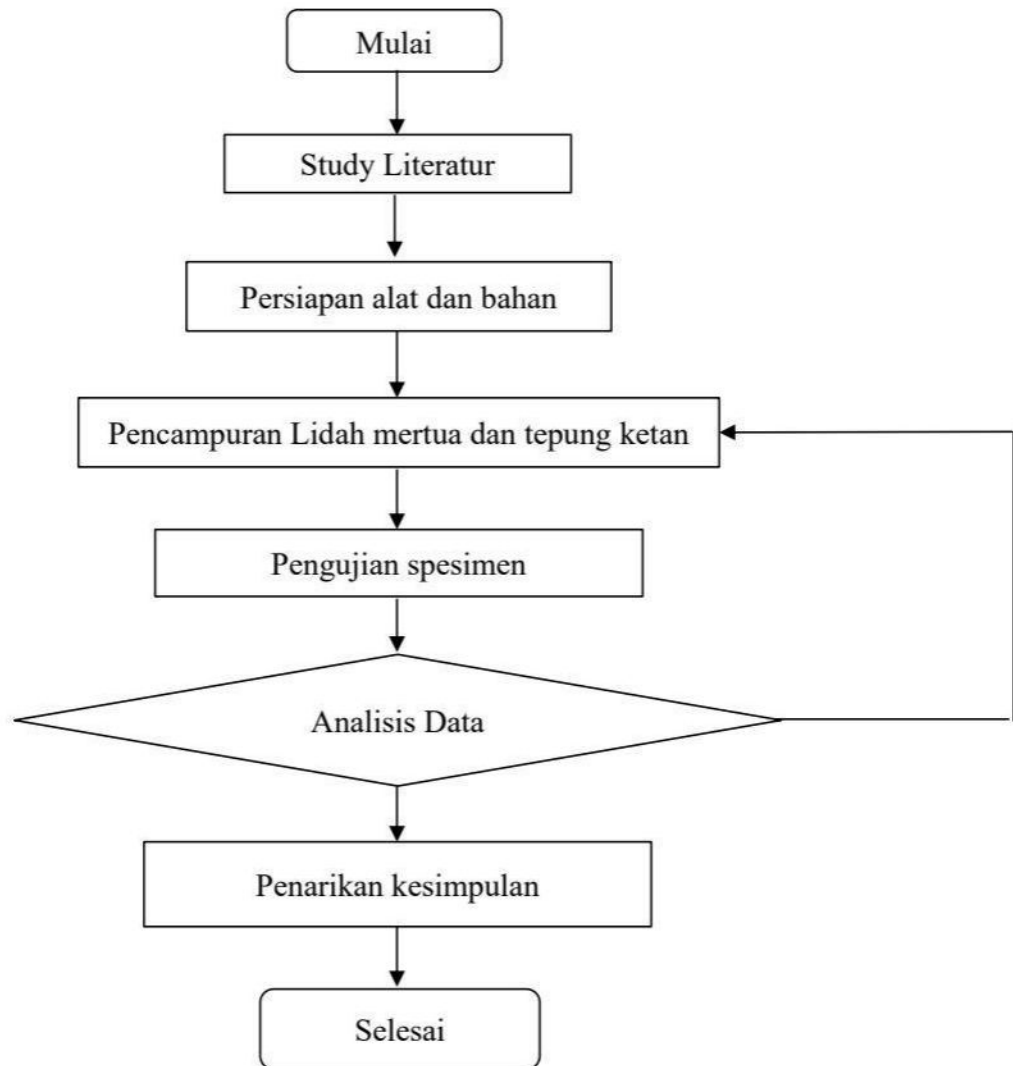 Mulai
Study Literatur
Persiapan alat dan bahan
Pencampuran Lidah mertua dan tepung ketan
Pengujian spesimen
Analisis Data
Penarikan kesimpulan
Selesai